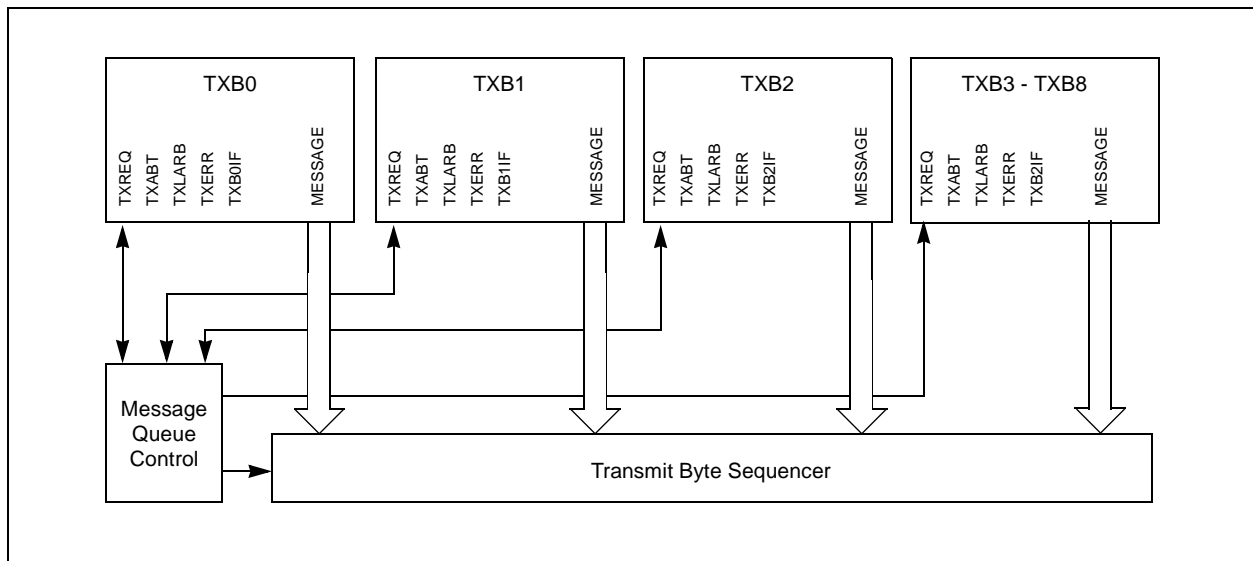 TXB0
TXREQ
TXABT
TXLARB
TXERR
TXB0IF
MESSAGE
TXB1
TXREQ
TXABT
TXLARB
TXERR
TXB1IF
MESSAGE
TXB2
TXREQ
TXABT
TXLARB
TXERR
TXB2IF
MESSAGE
TXB3 - TXB8
TXREQ
TXABT
TXLARB
TXERR
TXB2IF
MESSAGE
Message
Queue
Control
Transmit Byte Sequencer